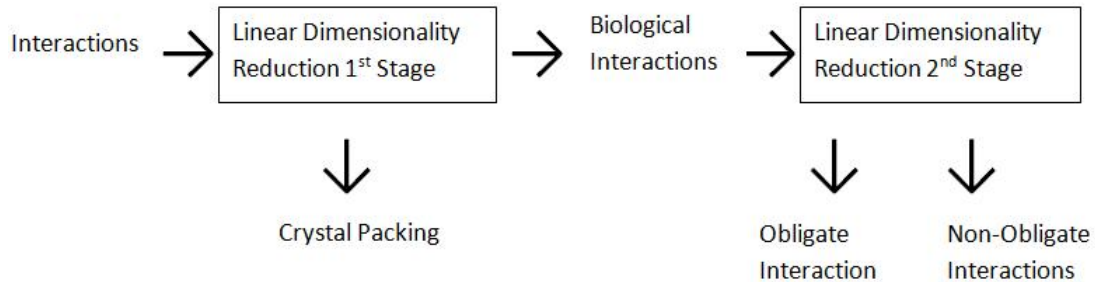 Interactions
Linear Dimensionality
Reduction 1st Stage
Biological
Interactions
Linear Dimensionality
Reduction 2nd Stage
Crystal Packing
Obligate
Interaction
Non-Obligate
Interactions